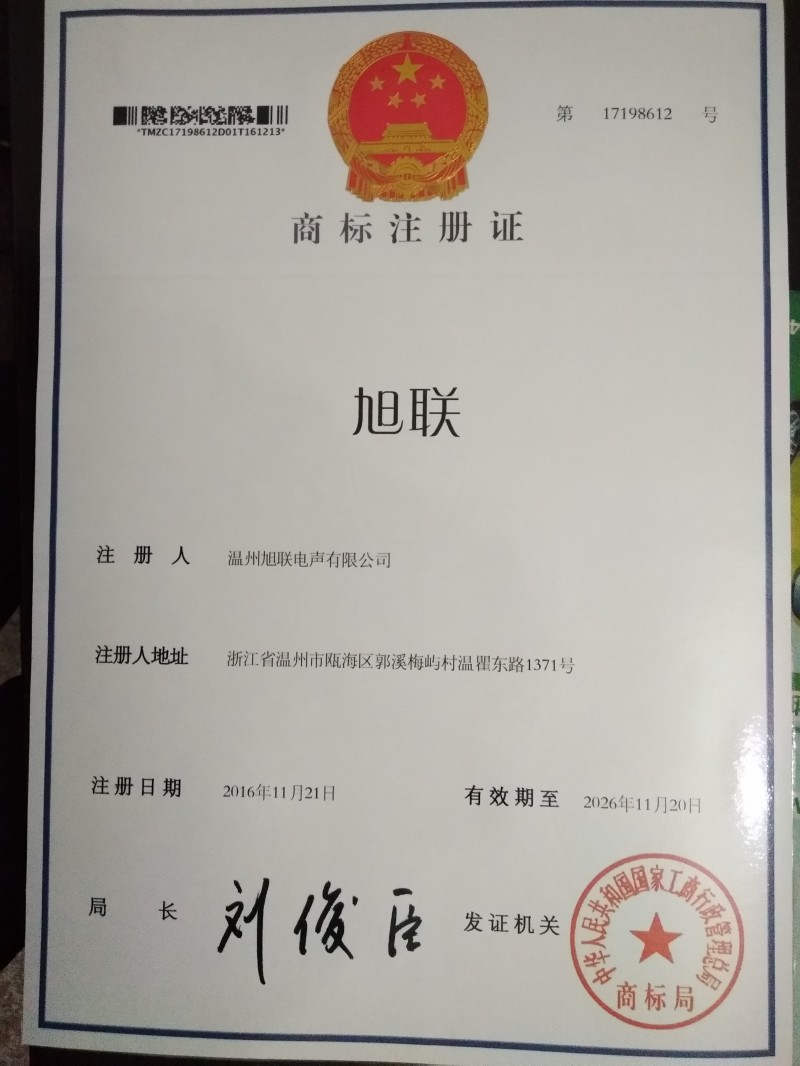 *TMZC17198612D01T161213*
第 17198612 号
商标注册证
旭联
注册人 温州旭联电声有限公司
注册人地址 浙江省温州市瓯海区郭溪梅屿村温瞿东路1371号
注册日期 2016年11月21日 有效期至 2026年11月20日
局长 刘俊臣 发证机关
中华人民共和国国家工商行政管理总局
商标局